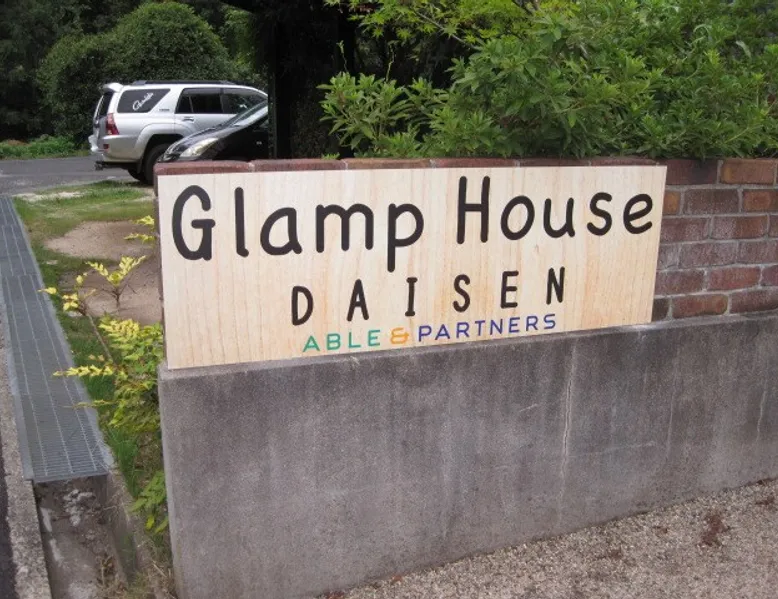 Glamp House
DAISEN
ABLE & PARTNERS